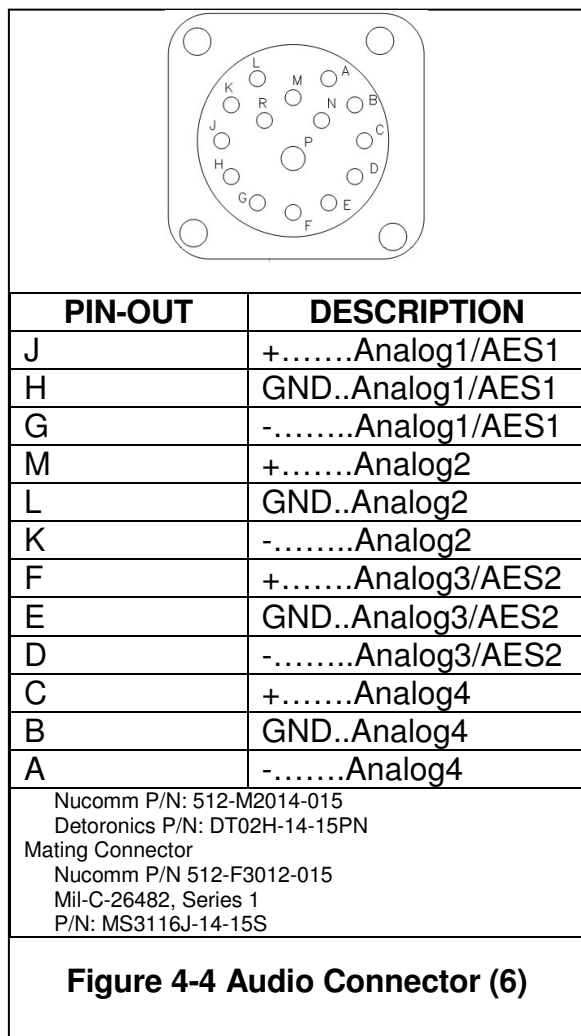 L
M
A
K
R
N
B
J
P
C
H
D
G
E
F
PIN-OUT DESCRIPTION
J +.......Analog1/AES1
H GND..Analog1/AES1
G -........Analog1/AES1
M +.......Analog2
L GND..Analog2
K -........Analog2
F +.......Analog3/AES2
E GND..Analog3/AES2
D -........Analog3/AES2
C +.......Analog4
B GND..Analog4
A -.......Analog4
Nucomm P/N: 512-M2014-015
Detoronics P/N: DT02H-14-15PN
Mating Connector
Nucomm P/N 512-F3012-015
Mil-C-26482, Series 1
P/N: MS3116J-14-15S
Figure 4-4 Audio Connector (6)